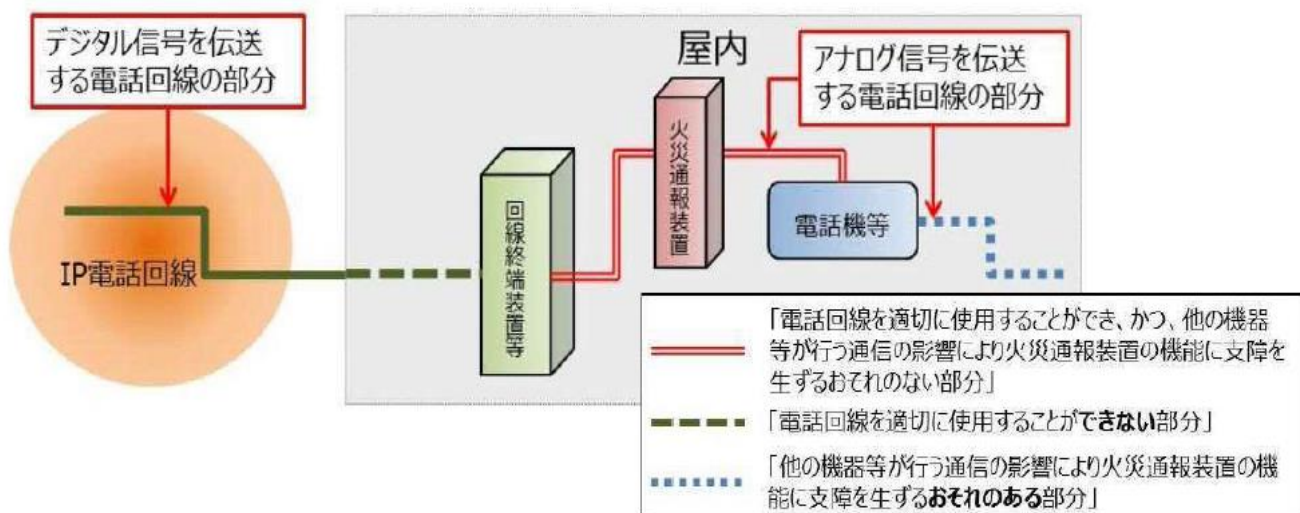 デジタル信号を伝送
する電話回線の部分
屋内
アナログ信号を伝送
する電話回線の部分
火災通報装置
回線終端装置等
電話機等
IP電話回線
「電話回線を適切に使用することができ、かつ、他の機器
等が行う通信の影響により火災通報装置の機能に支障を
生ずるおそれのない部分」
「電話回線を適切に使用することができない部分」
「他の機器等が行う通信の影響により火災通報装置の機
能に支障を生ずるおそれのある部分」